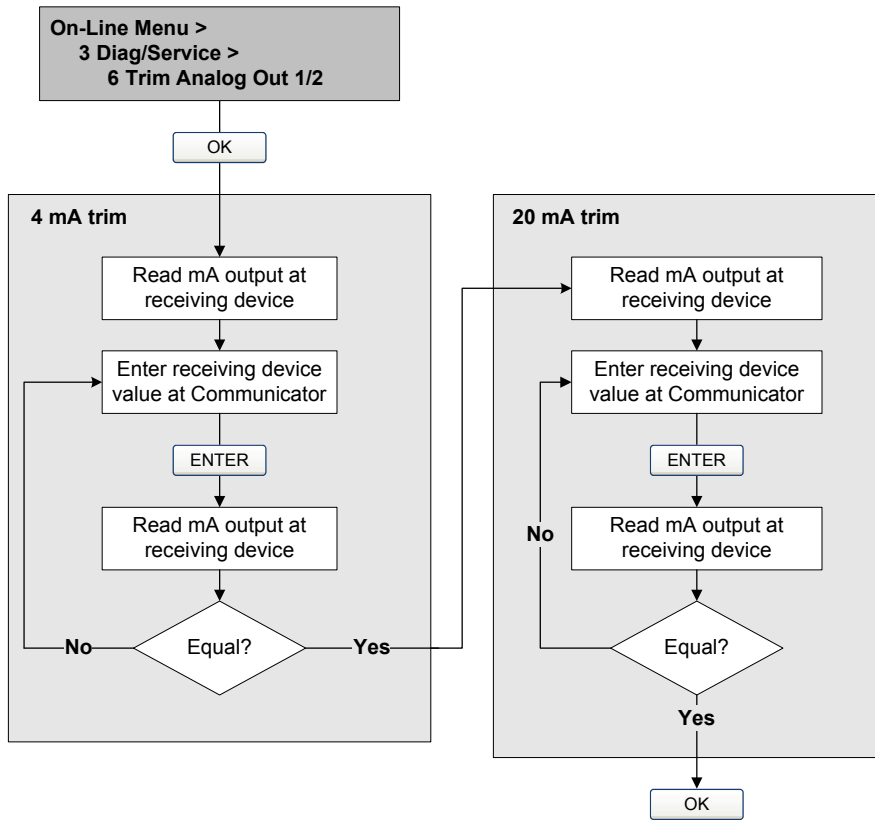 On-Line Menu >
3 Diag/Service >
6 Trim Analog Out 1/2
OK
4 mA trim
Read mA output at
receiving device
Enter receiving device
value at Communicator
ENTER
Read mA output at
receiving device
Equal?
No
Yes
20 mA trim
Read mA output at
receiving device
Enter receiving device
value at Communicator
ENTER
Read mA output at
receiving device
No
Equal?
Yes
OK